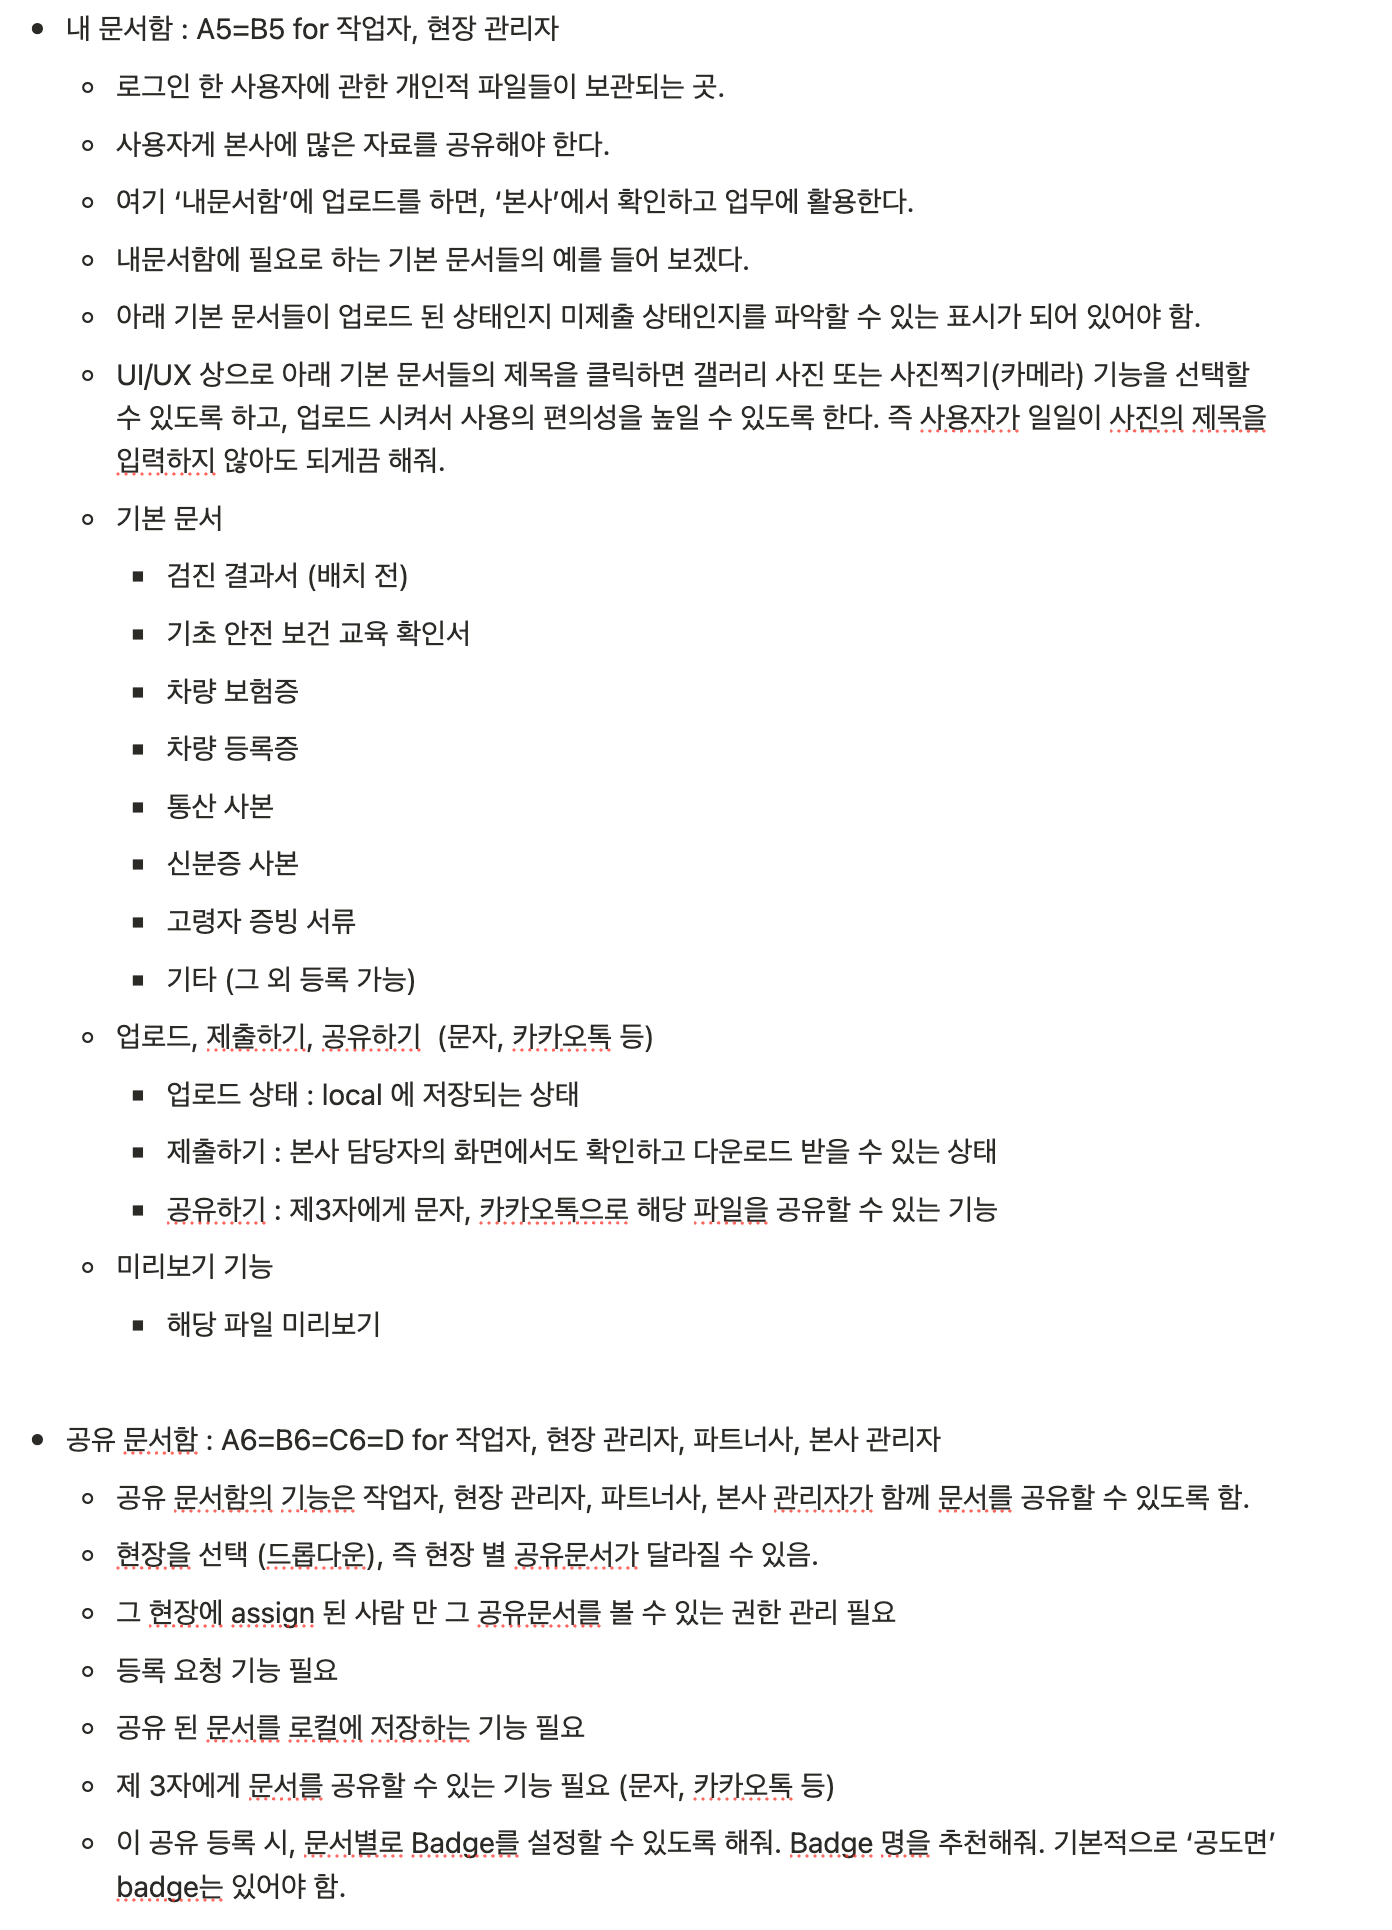 내 문서함 : A5=B5 for 작업자, 현장 관리자
로그인 한 사용자에 관한 개인적 파일들이 보관되는 곳.
사용자게 본사에 많은 자료를 공유해야 한다.
여기 ‘내문서함’에 업로드를 하면, ‘본사’에서 확인하고 업무에 활용한다.
내문서함에 필요로 하는 기본 문서들의 예를 들어 보겠다.
아래 기본 문서들이 업로드 된 상태인지 미제출 상태인지를 파악할 수 있는 표시가 되어 있어야 함.
UI/UX 상으로 아래 기본 문서들의 제목을 클릭하면 갤러리 사진 또는 사진찍기(카메라) 기능을 선택할
수 있도록 하고, 업로드 시켜서 사용의 편의성을 높일 수 있도록 한다. 즉 사용자가 일일이 사진의 제목을
입력하지 않아도 되게끔 해줘.
기본 문서
검진 결과서 (배치 전)
기초 안전 보건 교육 확인서
차량 보험증
차량 등록증
통산 사본
신분증 사본
고령자 증빙 서류
기타 (그 외 등록 가능)
업로드, 제출하기, 공유하기 (문자, 카카오톡 등)
업로드 상태 : local 에 저장되는 상태
제출하기 : 본사 담당자의 화면에서도 확인하고 다운로드 받을 수 있는 상태
공유하기 : 제3자에게 문자, 카카오톡으로 해당 파일을 공유할 수 있는 기능
미리보기 기능
해당 파일 미리보기
공유 문서함 : A6=B6=C6=D for 작업자, 현장 관리자, 파트너사, 본사 관리자
공유 문서함의 기능은 작업자, 현장 관리자, 파트너사, 본사 관리자가 함께 문서를 공유할 수 있도록 함.
현장을 선택 (드롭다운), 즉 현장 별 공유문서가 달라질 수 있음.
그 현장에 assign 된 사람 만 그 공유문서를 볼 수 있는 권한 관리 필요
등록 요청 기능 필요
공유 된 문서를 로컬에 저장하는 기능 필요
제 3자에게 문서를 공유할 수 있는 기능 필요 (문자, 카카오톡 등)
이 공유 등록 시, 문서별로 Badge를 설정할 수 있도록 해줘. Badge 명을 추천해줘. 기본적으로 ‘공도면’
badge는 있어야 함.